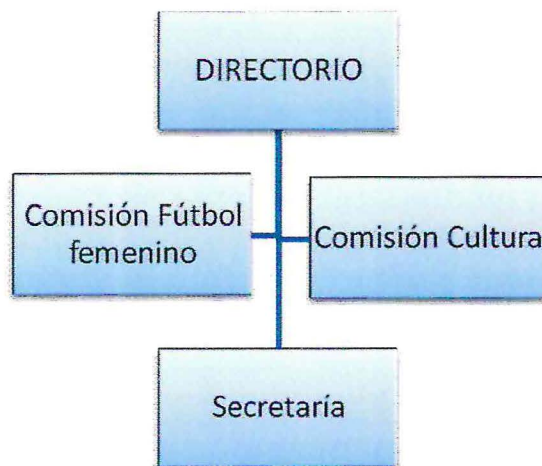 DIRECTORIO
Comisión Fútbol
femenino
Comisión Cultura
Secretaría